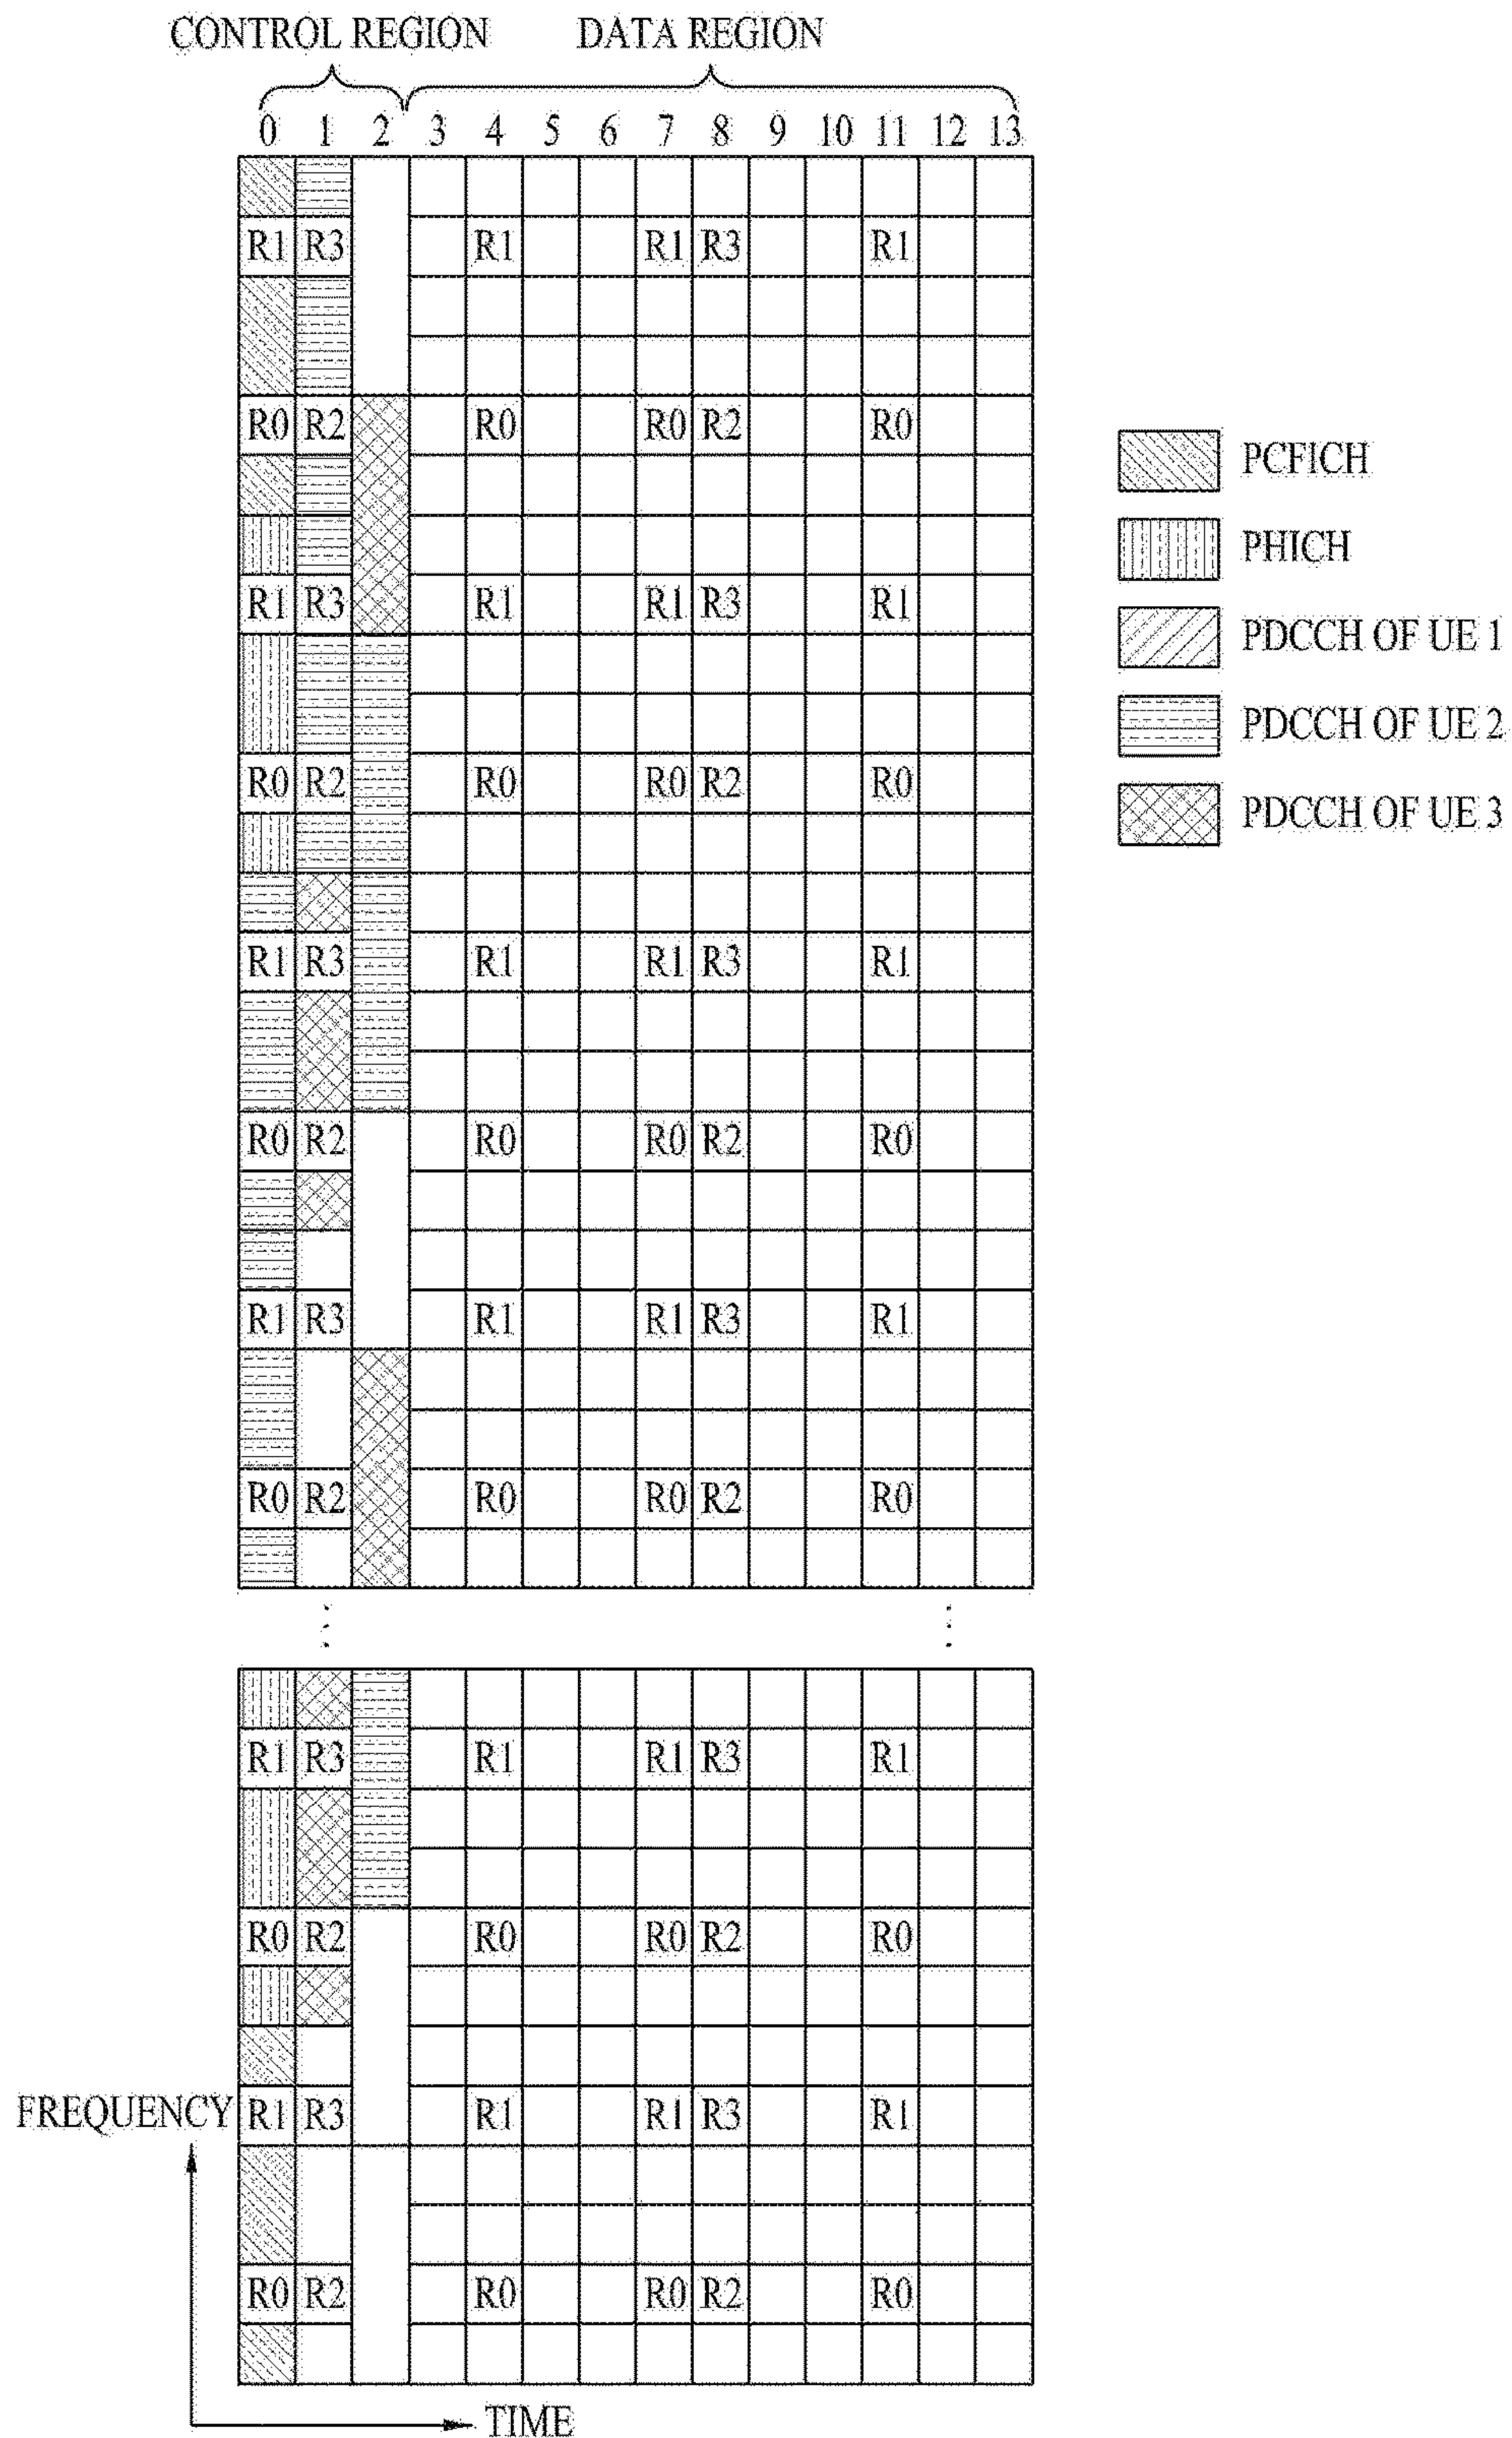 CONTROL REGION DATA REGION
0 1 2 3 4 5 6 7 8 9 10 11 12 13
R1 R3 R1 R1 R3 R1
R0 R2 R0 R0 R2 R0
PCFICH
PHICH
R1 R3 R1 R1 R3 R1
PDCCH OF UE 1
PDCCH OF UE 2
R0 R2 R0 R0 R2 R0
PDCCH OF UE 3
R1 R3 R1 R1 R3 R1
R0 R2 R0 R0 R2 R0
R1 R3 R1 R1 R3 R1
R0 R2 R0 R0 R2 R0
R1 R3 R1 R1 R3 R1
R0 R2 R0 R0 R2 R0
FREQUENCY R1 R3 R1 R1 R3 R1
R0 R2 R0 R0 R2 R0
TIME